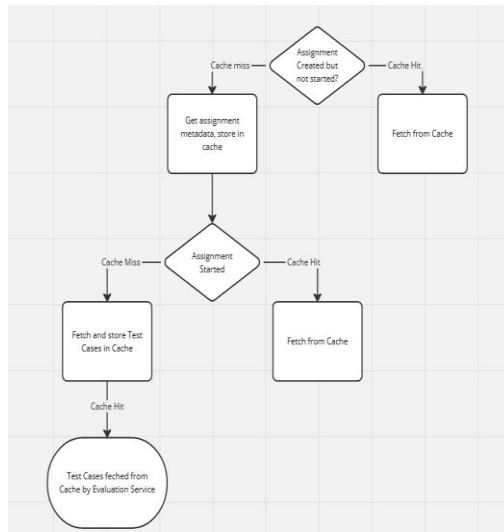 Assignment
Created but
not started?
Cache miss
Cache Hit
Get assignment
metadata, store in
cache
Fetch from Cache
Assignment
Started
Cache Miss
Cache Hit
Fetch and store Test
Cases in Cache
Fetch from Cache
Cache Hit
Test Cases feched from
Cache by Evaluation Service